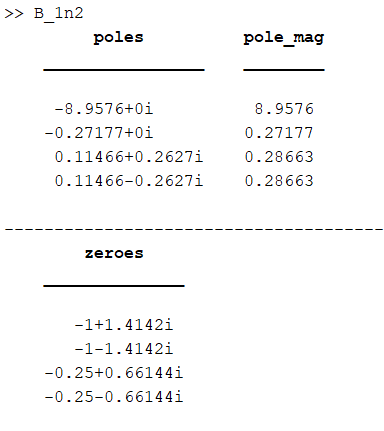 >> B_1n2
poles pole_mag
-8.9576+0i 8.9576
-0.27177+0i 0.27177
0.11466+0.2627i 0.28663
0.11466-0.2627i 0.28663
--------------------------------------
zeroes
-1+1.4142i
-1-1.4142i
-0.25+0.66144i
-0.25-0.66144i